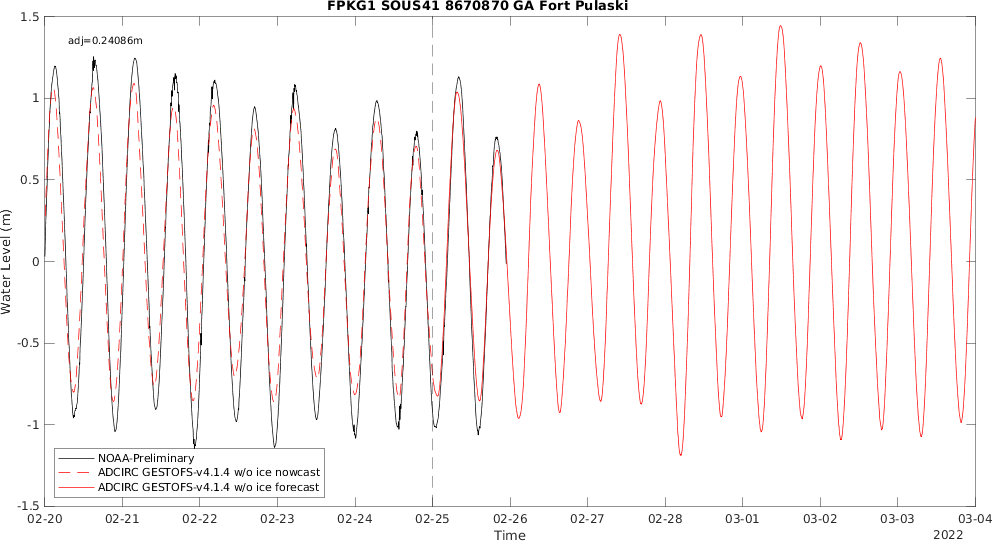 FPKG1 SOUS41 8670870 GA Fort Pulaski
adj=0.24086m
1.5
1
0.5
0
-0.5
-1
-1.5
Water Level (m)
NOAA-Preliminary
ADCIRC GESTOFS-v4.1.4 w/o ice nowcast
ADCIRC GESTOFS-v4.1.4 w/o ice forecast
02-20 02-21 02-22 02-23 02-24 02-25 02-26 02-27 02-28 03-01 03-02 03-03 03-04
Time
2022